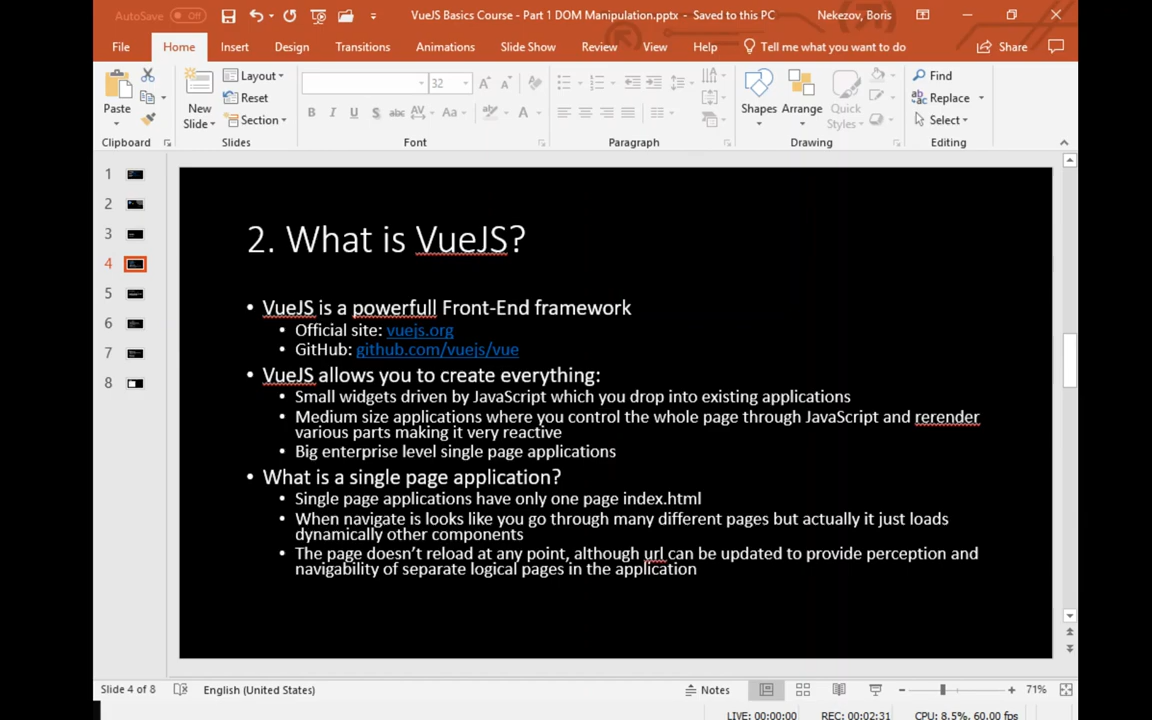 AutoSave Off VueJS Basics Course - Part 1 DOM Manipulation.pptx - Saved to this PC Nekezov, Boris
File Home Insert Design Transitions Animations Slide Show Review View Help Tell me what you want to do Share
Paste
New Slide
Layout
Reset
Section
32
B I U S abc AV Aa A
Shapes
Arrange
Quick Styles
Find
Replace
Select
Clipboard Slides Font Paragraph Drawing Editing
1
2
3
4
5
6
7
8
2. What is VueJS?
• VueJS is a powerfull Front-End framework
• Official site: vuejs.org
• GitHub: github.com/vuejs/vue
• VueJS allows you to create everything:
• Small widgets driven by JavaScript which you drop into existing applications
• Medium size applications where you control the whole page through JavaScript and rerender
various parts making it very reactive
• Big enterprise level single page applications
• What is a single page application?
• Single page applications have only one page index.html
• When navigate is looks like you go through many different pages but actually it just loads
dynamically other components
• The page doesn't reload at any point, although url can be updated to provide perception and
navigability of separate logical pages in the application
Slide 4 of 8 English (United States) Notes 71%
LIVE: 00:00:00 REC: 00:02:31 CPU: 8.5%, 60.00 fps